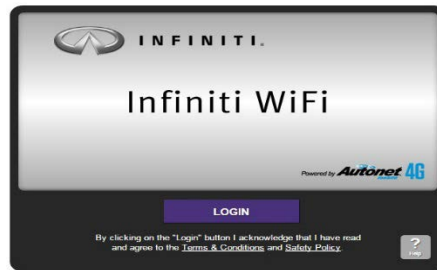 INFINITI.
Infiniti WiFi
Powered by Autonet 4G
LOGIN
By clicking on the "Login" button I acknowledge that I have read
and agree to the Terms & Conditions and Safety Policy.
?
Help